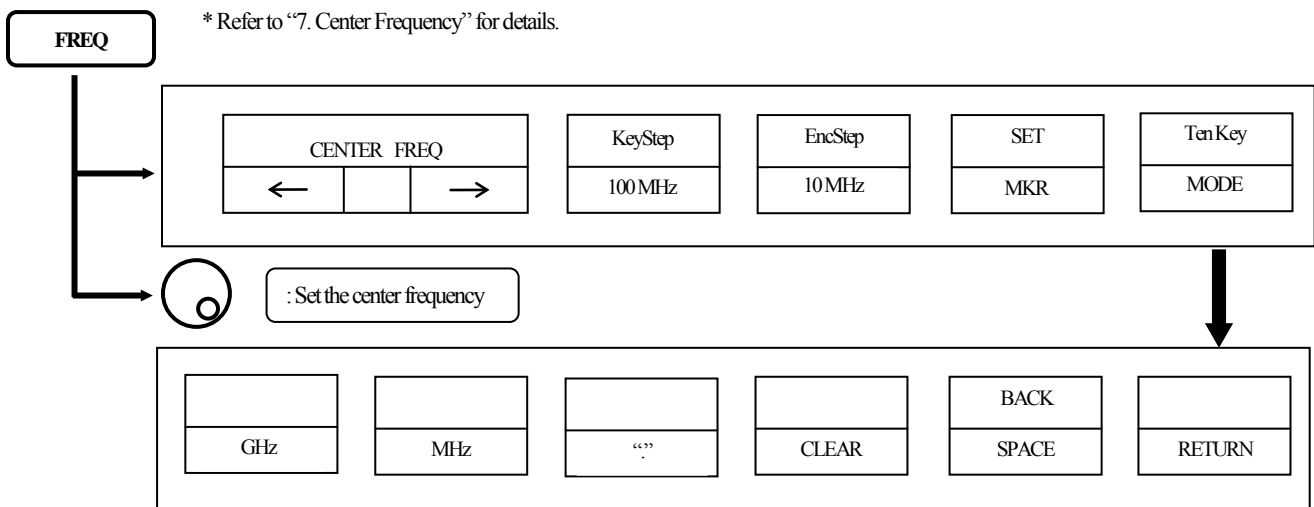 * Refer to “7. Center Frequency” for details.
FREQ
CENTER FREQ
← →
KeyStep
100 MHz
EncStep
10 MHz
SET
MKR
Ten Key
MODE
: Set the center frequency
GHz
MHz
“.”
CLEAR
BACK
SPACE
RETURN